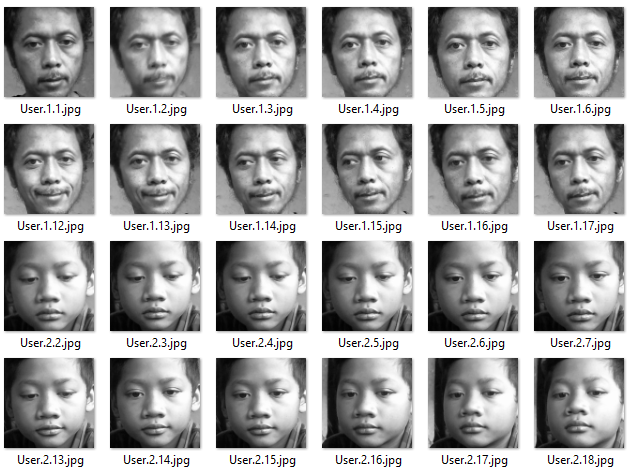 User.1.1.jpg User.1.2.jpg User.1.3.jpg User.1.4.jpg User.1.5.jpg User.1.6.jpg
User.1.12.jpg User.1.13.jpg User.1.14.jpg User.1.15.jpg User.1.16.jpg User.1.17.jpg
User.2.2.jpg User.2.3.jpg User.2.4.jpg User.2.5.jpg User.2.6.jpg User.2.7.jpg
User.2.13.jpg User.2.14.jpg User.2.15.jpg User.2.16.jpg User.2.17.jpg User.2.18.jpg